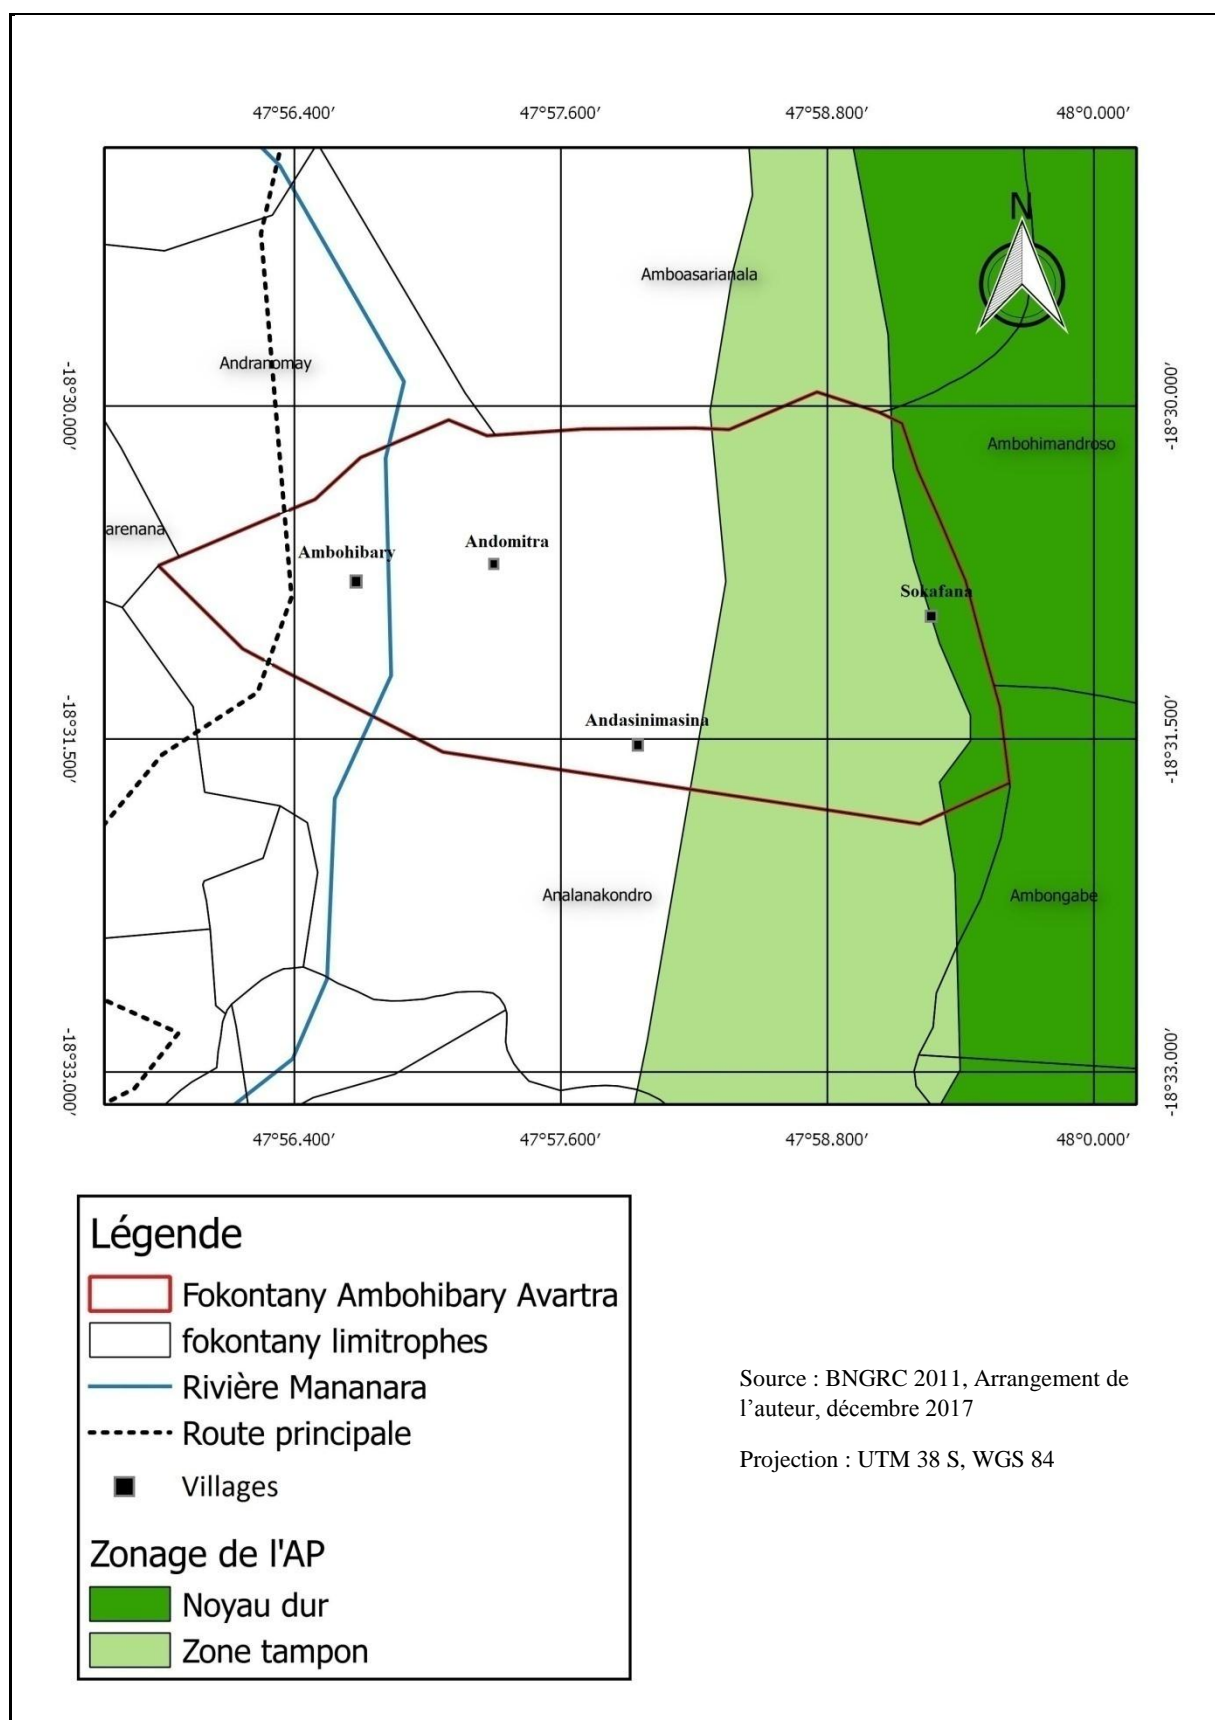 47°56.400′ 47°57.600′ 47°58.800′ 48°0.000′
N
Amboasarianala
Andranomay
-18°30.000′
-18°30.000′
Ambohimandroso
arenana
Ambohibary
Andomitra
Sokafana
Andasinimasina
-18°31.500′
-18°31.500′
Analanakondro
Ambongabe
-18°33.000′
-18°33.000′
47°56.400′ 47°57.600′ 47°58.800′ 48°0.000′
Légende
Fokontany Ambohibary Avartra
fokontany limitrophes
Rivière Mananara
Route principale
Villages
Zonage de l'AP
Noyau dur
Zone tampon
Source : BNGRC 2011, Arrangement de
l’auteur, décembre 2017
Projection : UTM 38 S, WGS 84